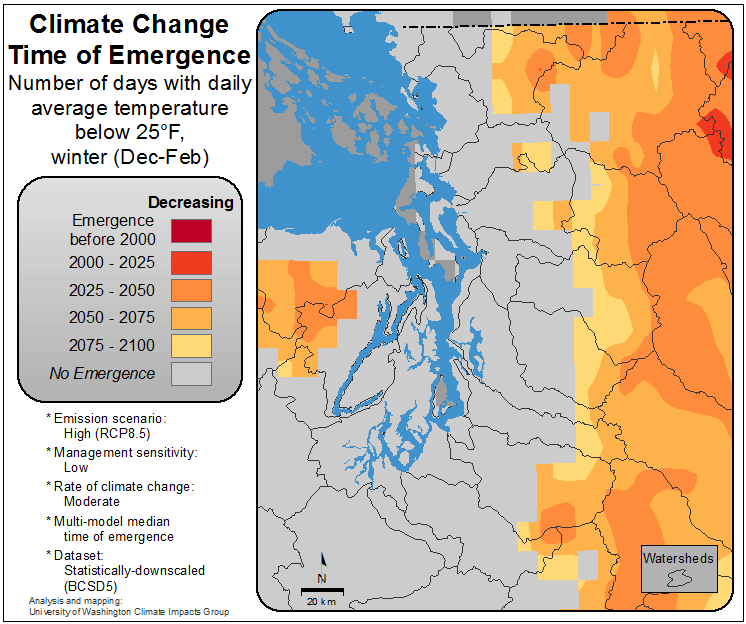 Climate Change
Time of Emergence
Number of days with daily
average temperature
below 25°F,
winter (Dec-Feb)
Decreasing
Emergence
before 2000
2000 - 2025
2025 - 2050
2050 - 2075
2075 - 2100
No Emergence
* Emission scenario:
High (RCP8.5)
* Management sensitivity:
Low
* Rate of climate change:
Moderate
* Multi-model median
time of emergence
* Dataset:
Statistically-downscaled
(BCSD5)
Analysis and mapping:
University of Washington Climate Impacts Group
N
20 km
Watersheds